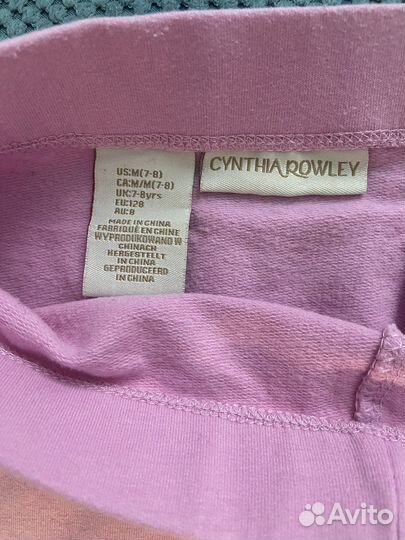 US:M(7-8)
CA:M/M(7-8)
UK:7-8yrs
EU:128
AU:8
MADE IN CHINA
FABRIQUÉ EN CHINE
WYPRODUKOWANO W
CHINACH
HERGESTELLT
IN CHINA
GEPRODUCEERD
IN CHINA
CYNTHIA ROWLEY
Avito